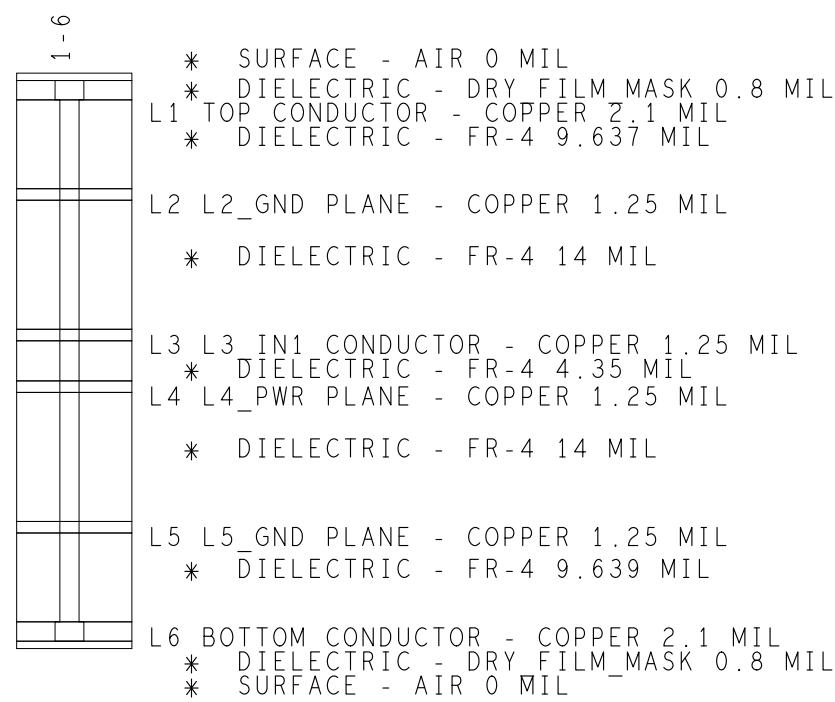 1-6
* SURFACE - AIR 0 MIL
* DIELECTRIC - DRY_FILM_MASK 0.8 MIL
L1 TOP CONDUCTOR - COPPER 2.1 MIL
* DIELECTRIC - FR-4 9.637 MIL
L2 L2_GND PLANE - COPPER 1.25 MIL
* DIELECTRIC - FR-4 14 MIL
L3 L3_IN1 CONDUCTOR - COPPER 1.25 MIL
* DIELECTRIC - FR-4 4.35 MIL
L4 L4_PWR PLANE - COPPER 1.25 MIL
* DIELECTRIC - FR-4 14 MIL
L5 L5_GND PLANE - COPPER 1.25 MIL
* DIELECTRIC - FR-4 9.639 MIL
L6 BOTTOM CONDUCTOR - COPPER 2.1 MIL
* DIELECTRIC - DRY_FILM_MASK 0.8 MIL
* SURFACE - AIR 0 MIL